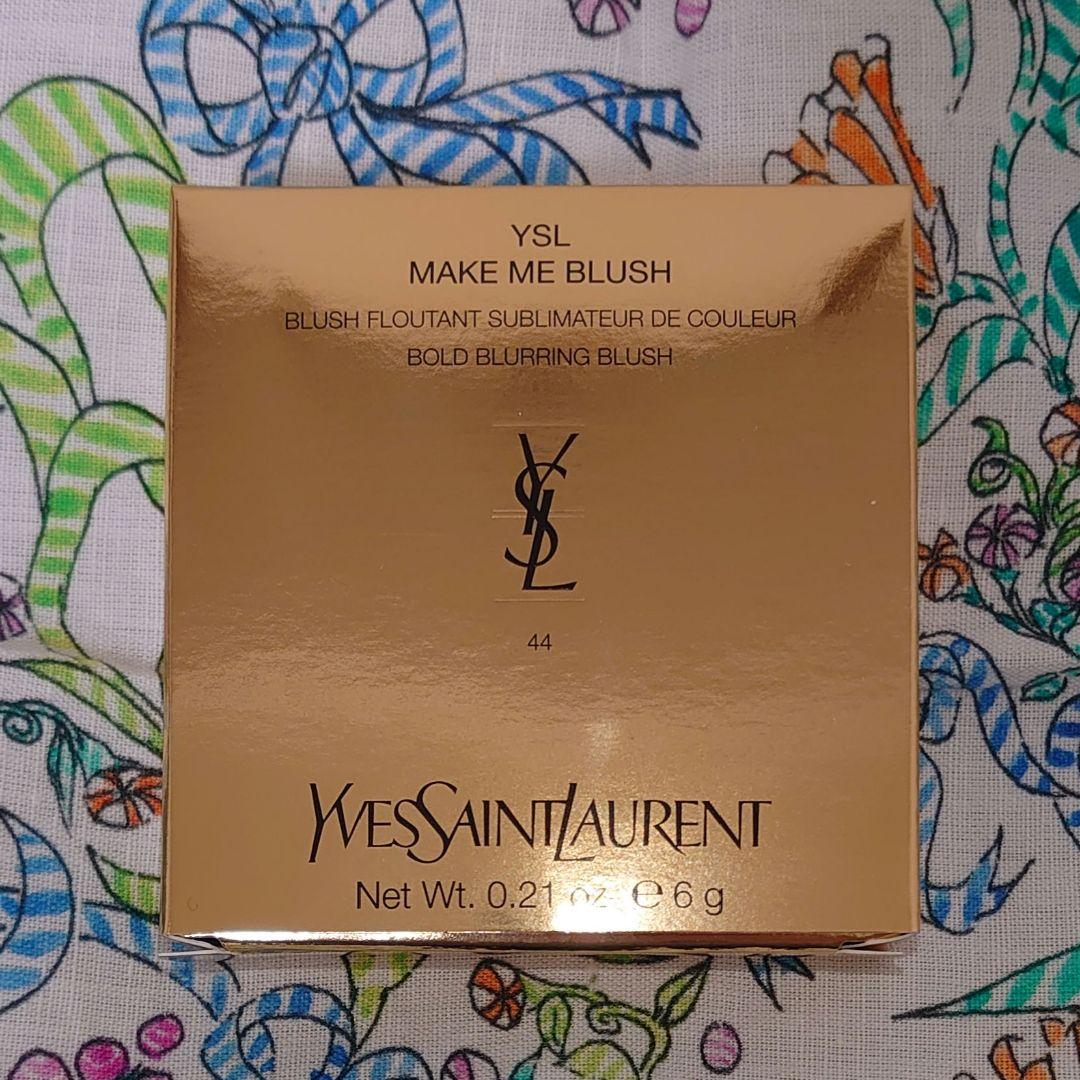 YSL
MAKE ME BLUSH
BLUSH FLOUTANT SUBLIMATEUR DE COULEUR
BOLD BLURRING BLUSH
YSL
44
YVESSAINTLAURENT
Net Wt. 0.21 oz. ℮ 6 g